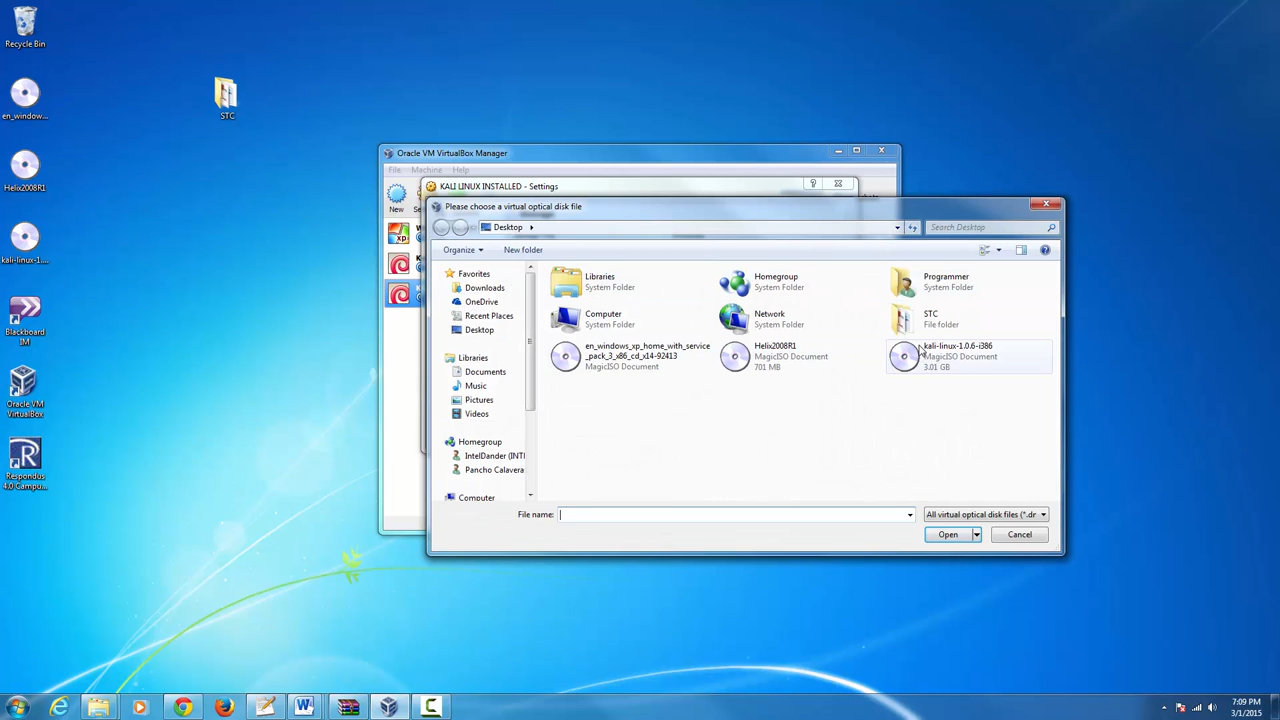 Recycle Bin
en_window...
Helix2008R1
kali-linux-1....
Blackboard
IM
Oracle VM
VirtualBox
Respondus
4.0 Campu...
STC
Oracle VM VirtualBox Manager
File Machine Help
New
KALI LINUX INSTALLED - Settings
Please choose a virtual optical disk file
Desktop
Search Desktop
Organize
New folder
Favorites
Downloads
OneDrive
Recent Places
Desktop
Libraries
Documents
Music
Pictures
Videos
Homegroup
IntelDander (INTE
Pancho Calavera
Computer
Libraries
System Folder
Homegroup
System Folder
Programmer
System Folder
Computer
System Folder
Network
System Folder
STC
File folder
en_windows_xp_home_with_service
_pack_3_x86_cd_x14-92413
MagicISO Document
Helix2008R1
MagicISO Document
701 MB
kali-linux-1.0.6-i386
MagicISO Document
3.01 GB
File name:
All virtual optical disk files (*.dr
Open
Cancel
7:09 PM
3/1/2015